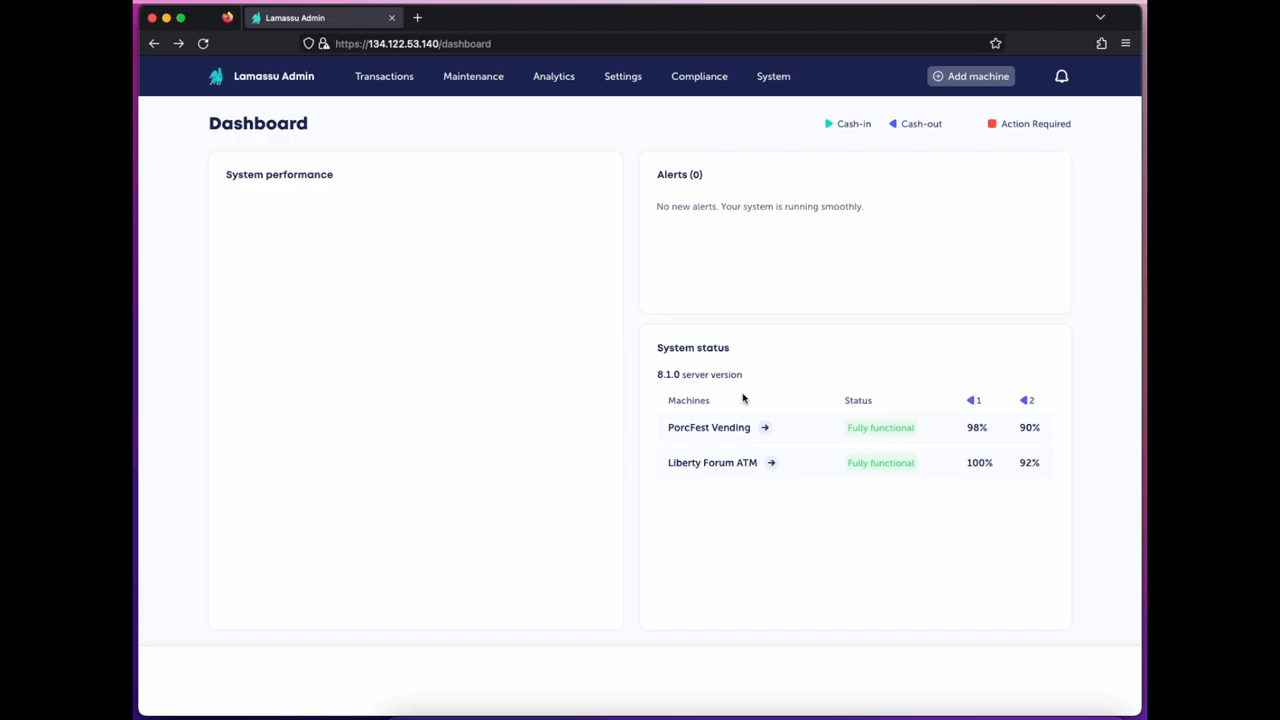 Lamassu Admin
https://134.122.53.140/dashboard
Lamassu Admin Transactions Maintenance Analytics Settings Compliance System Add machine
Dashboard
Cash-in Cash-out Action Required
System performance
Alerts (0)
No new alerts. Your system is running smoothly.
System status
8.1.0 server version
Machines Status 1 2
PorcFest Vending Fully functional 98% 90%
Liberty Forum ATM Fully functional 100% 92%